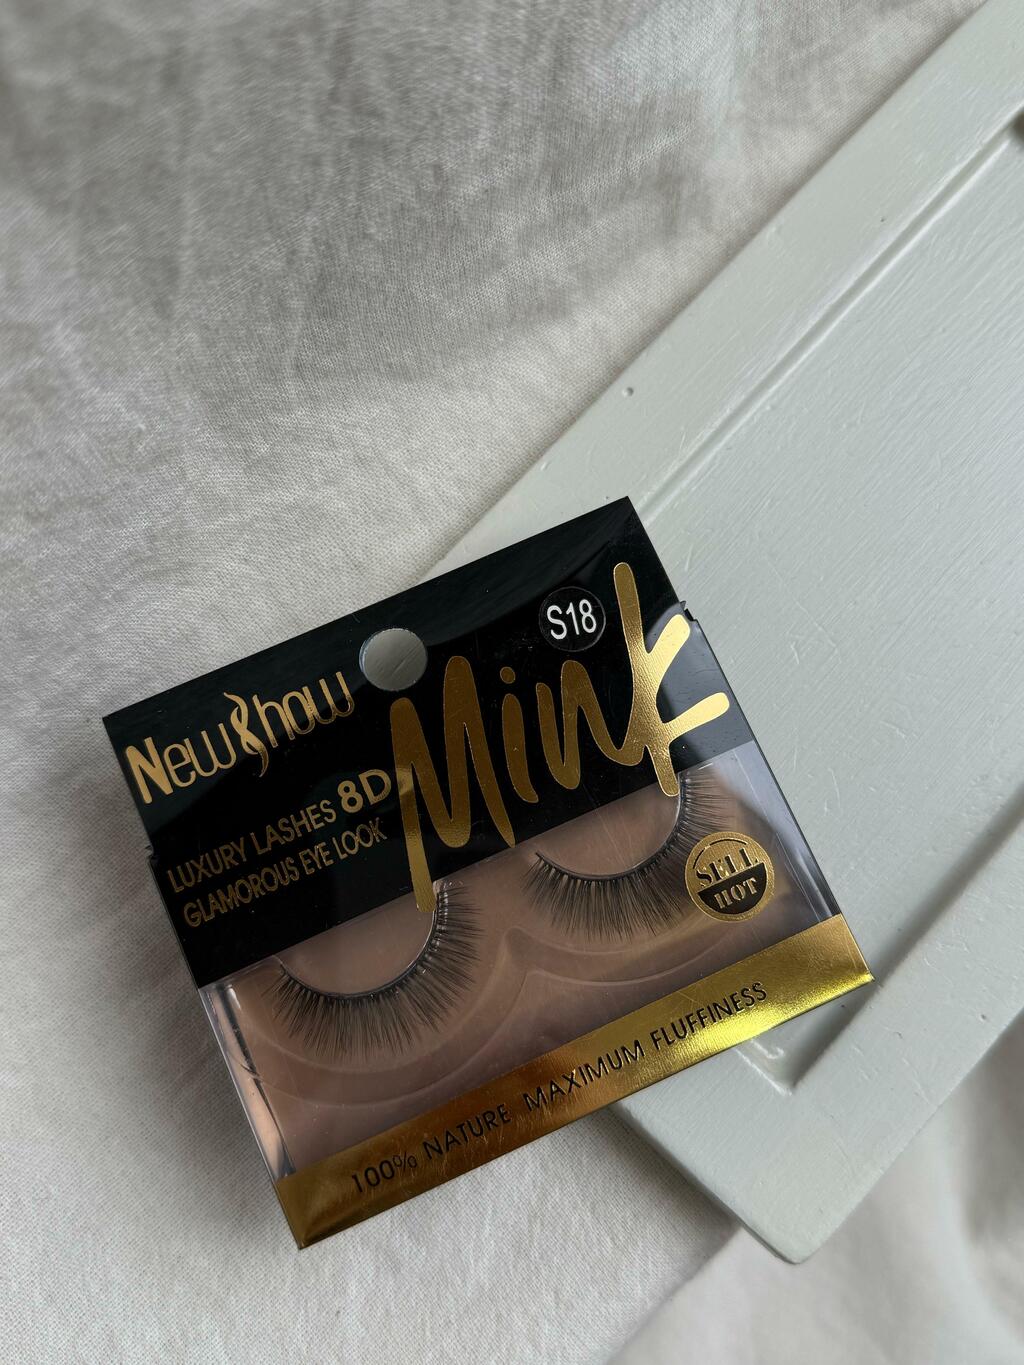 NewShow
S18
Mink
LUXURY LASHES 8D
GLAMOROUS EYE LOOK
SELL
HOT
100% NATURE MAXIMUM FLUFFINESS